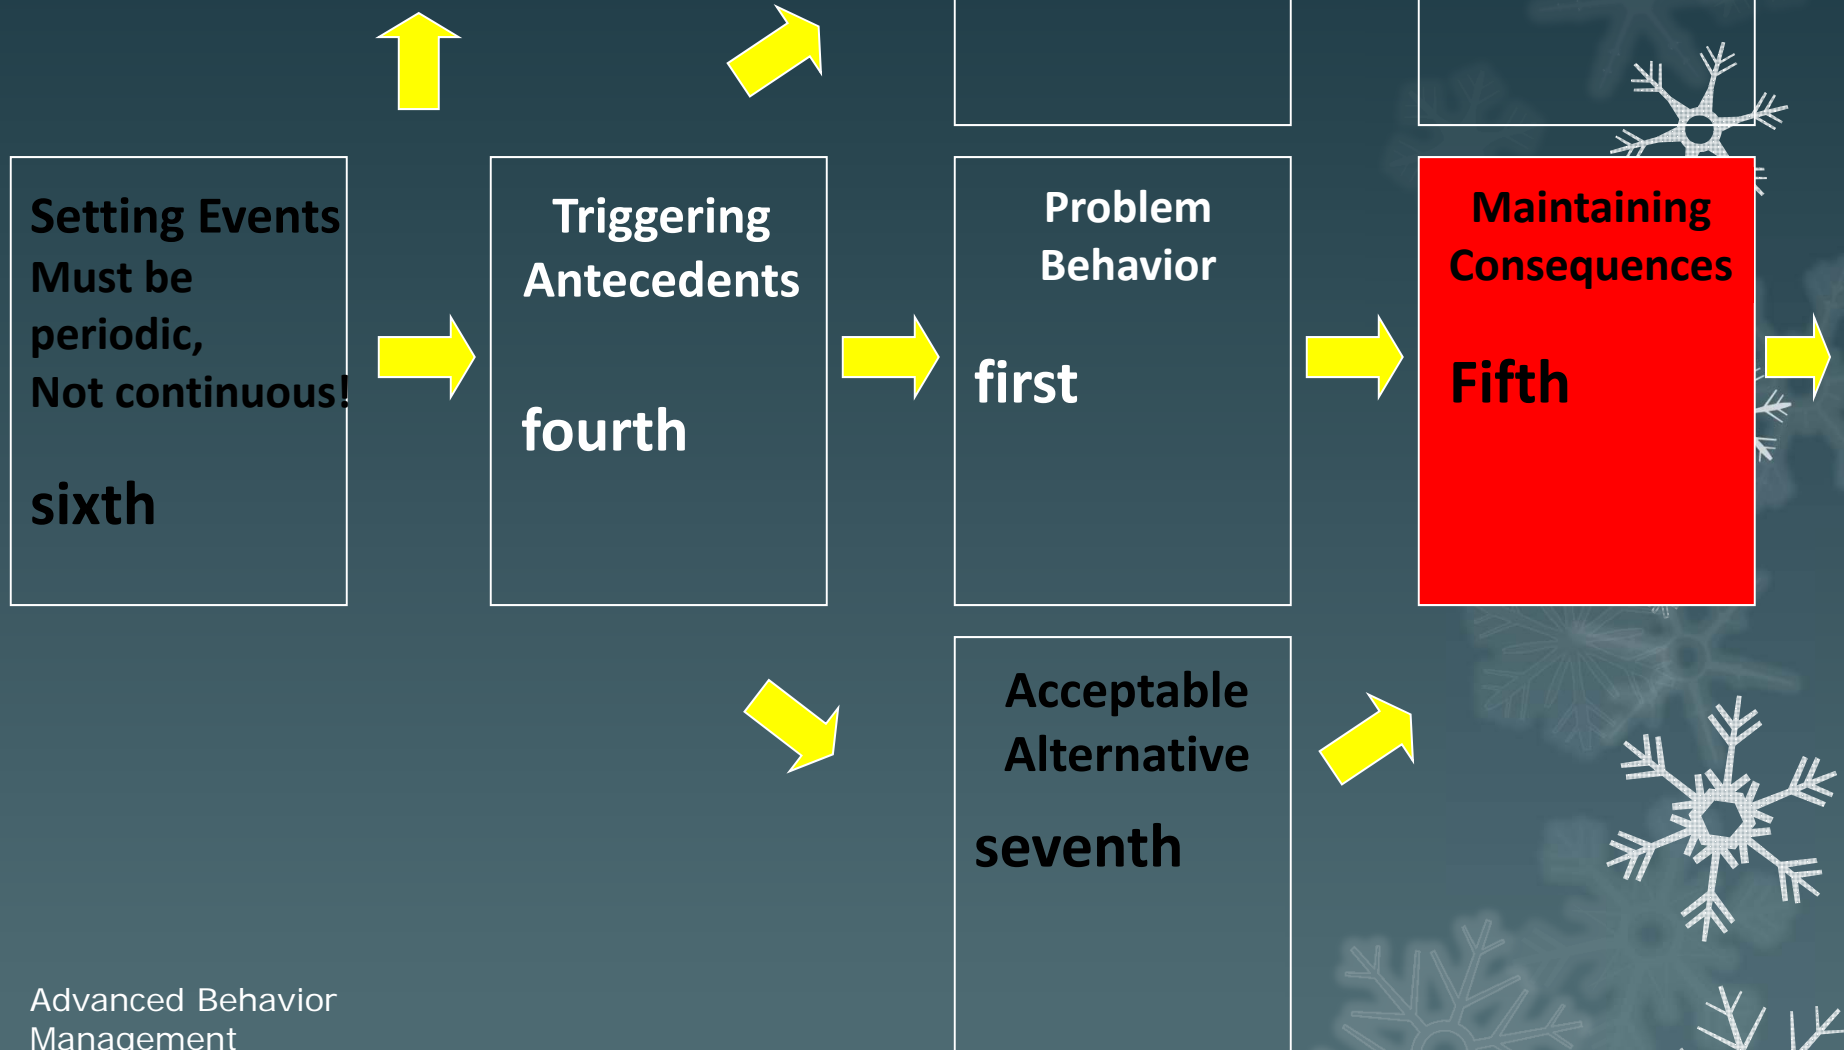 Setting Events
Must be
periodic,
Not continuous!
sixth
Triggering
Antecedents
fourth
Problem
Behavior
first
Maintaining
Consequences
Fifth
Acceptable
Alternative
seventh
Advanced Behavior
Management